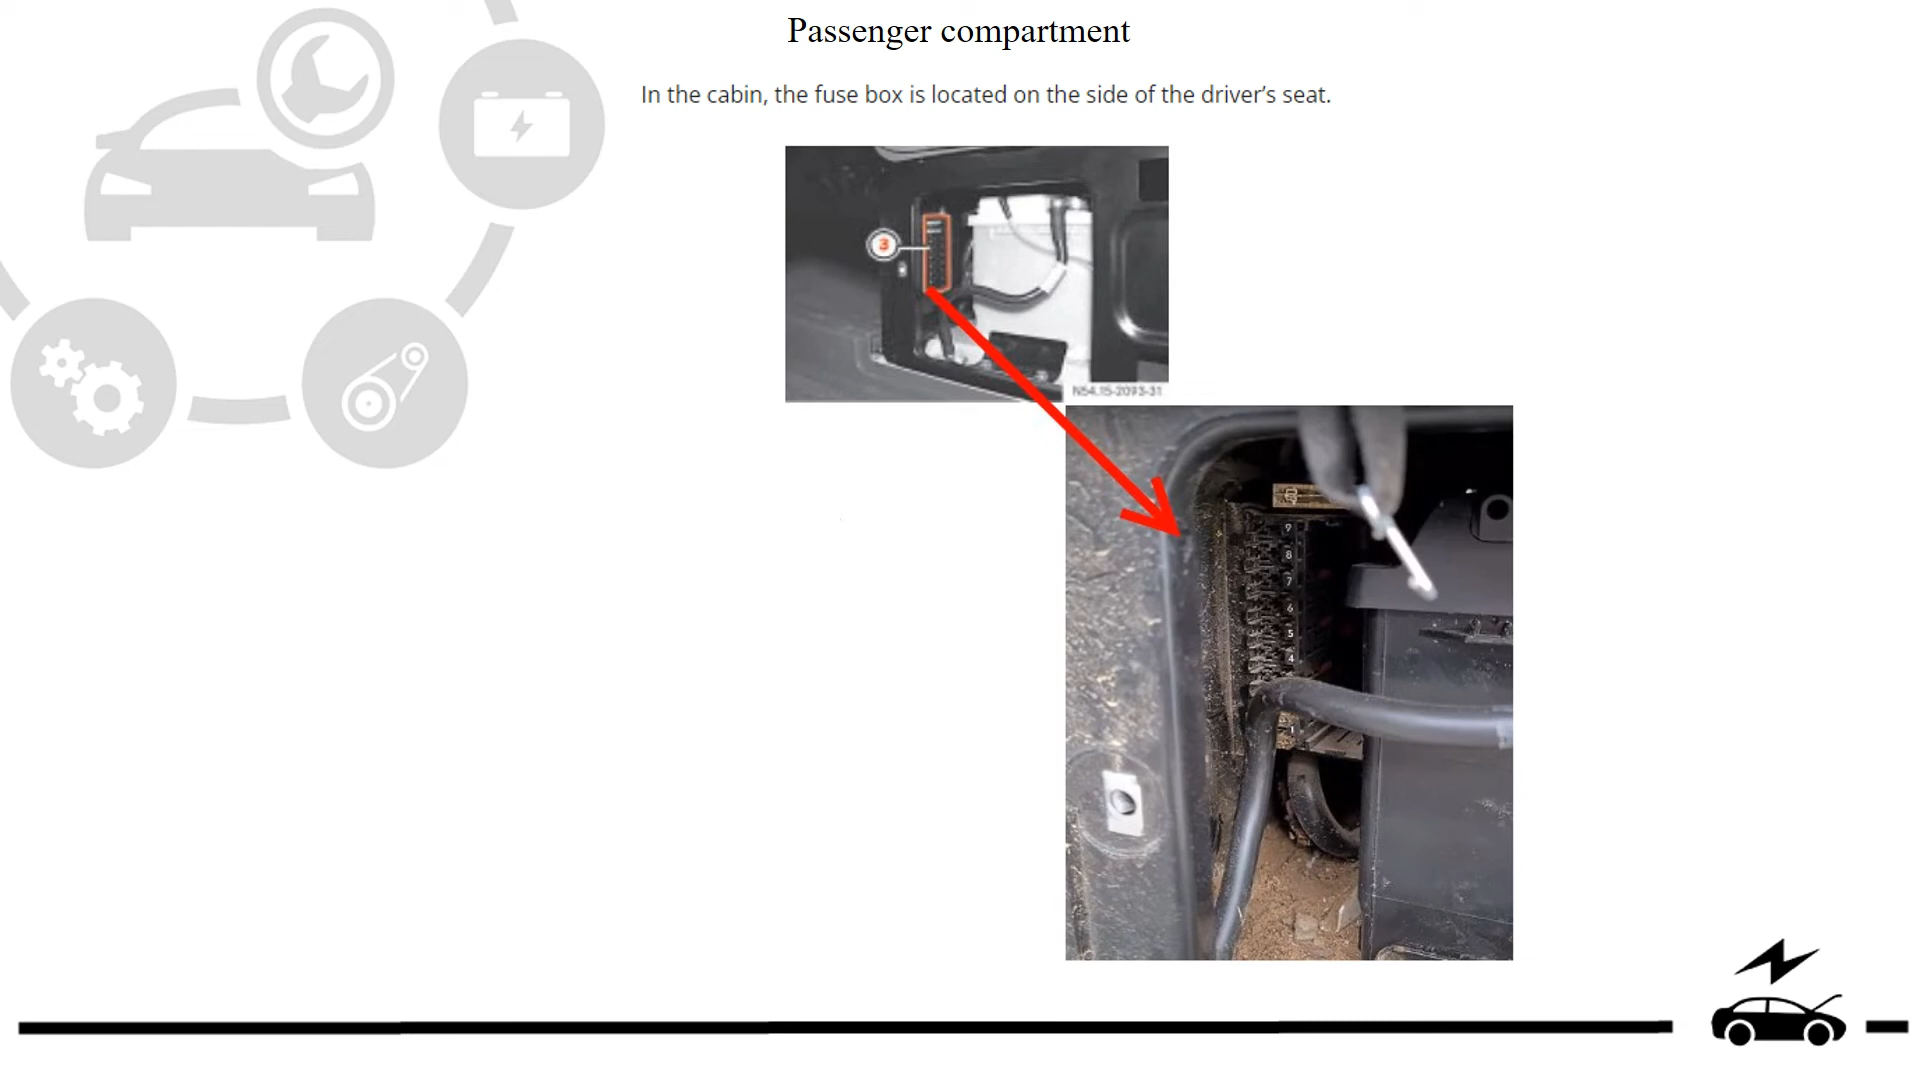 Passenger compartment
In the cabin, the fuse box is located on the side of the driver’s seat.
3
N54.15-2093-31
9
8
7
6
5
4
1